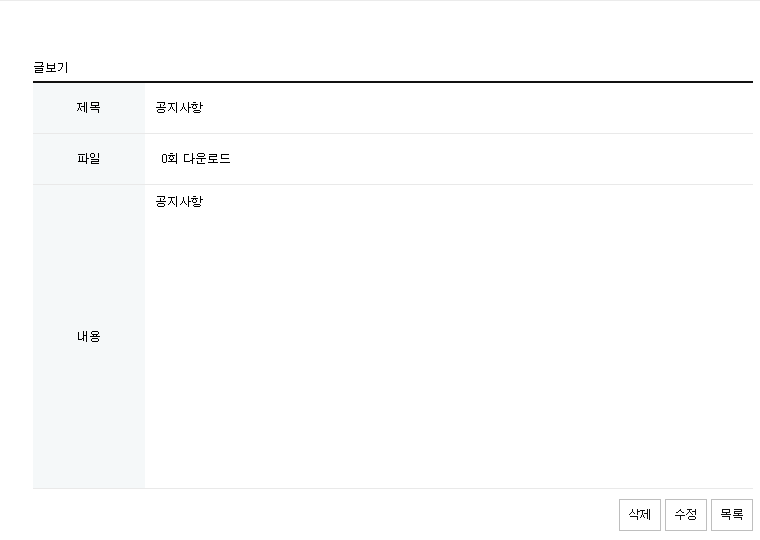 글보기
제목 공지사항
파일 0회 다운로드
공지사항
내용
삭제 수정 목록